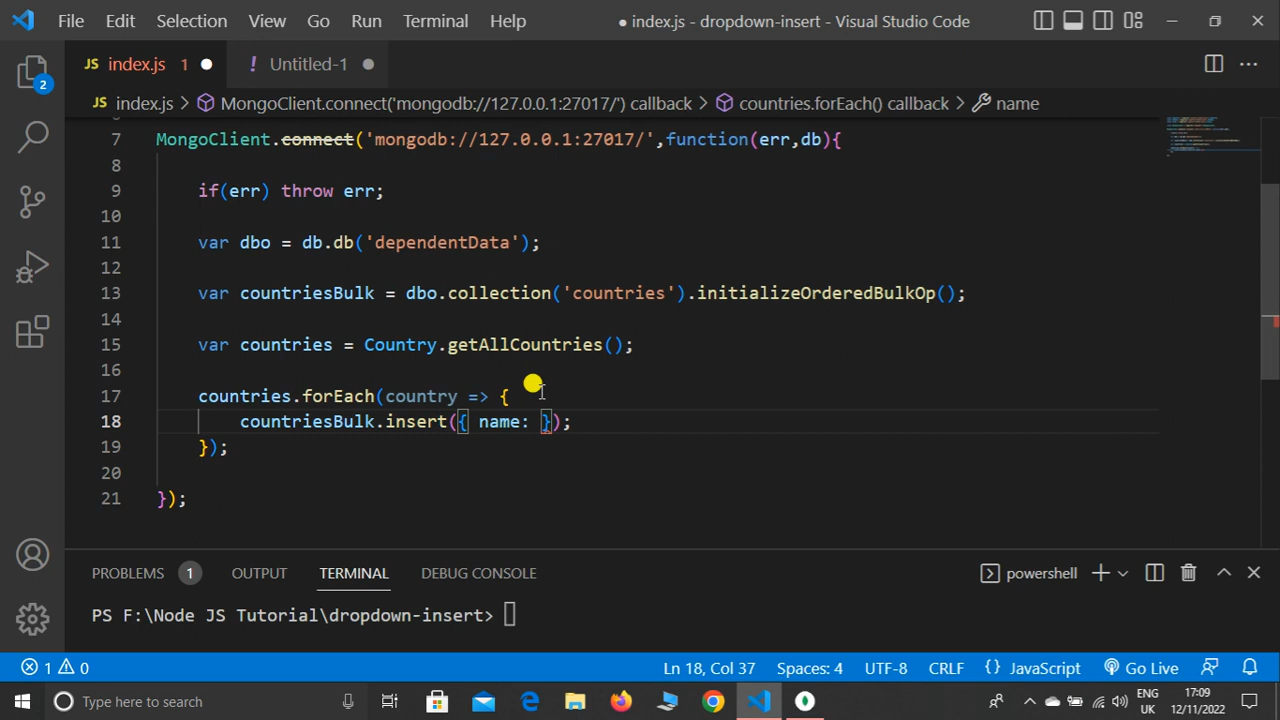 File Edit Selection View Go Run Terminal Help ● index.js - dropdown-insert - Visual Studio Code
JS index.js 1 ● ! Untitled-1 ●
JS index.js > MongoClient.connect('mongodb://127.0.0.1:27017/') callback > countries.forEach() callback > name
7 MongoClient.connect('mongodb://127.0.0.1:27017/',function(err,db){
8
9 if(err) throw err;
10
11 var dbo = db.db('dependentData');
12
13 var countriesBulk = dbo.collection('countries').initializeOrderedBulkOp();
14
15 var countries = Country.getAllCountries();
16
17 countries.forEach(country => {
18 countriesBulk.insert({ name: });
19 });
20
21 });
PROBLEMS 1 OUTPUT TERMINAL DEBUG CONSOLE powershell
PS F:\Node JS Tutorial\dropdown-insert>
2
1 0 Ln 18, Col 37 Spaces: 4 UTF-8 CRLF {} JavaScript Go Live
Type here to search ENG 17:09
UK 12/11/2022